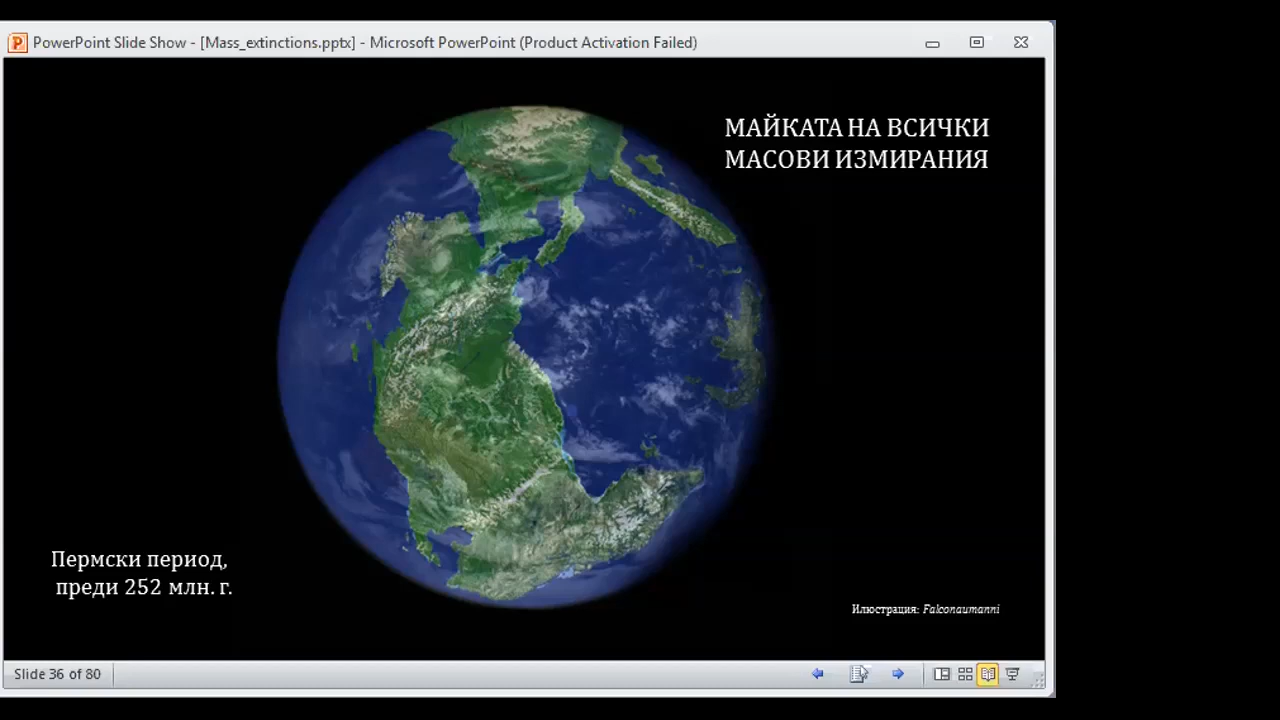 PowerPoint Slide Show - [Mass_extinctions.pptx] - Microsoft PowerPoint (Product Activation Failed)
МАЙКАТА НА ВСИЧКИ
МАСОВИ ИЗМИРАНИЯ
Пермски период,
преди 252 млн. г.
Илюстрация: Falconaumanni
Slide 36 of 80